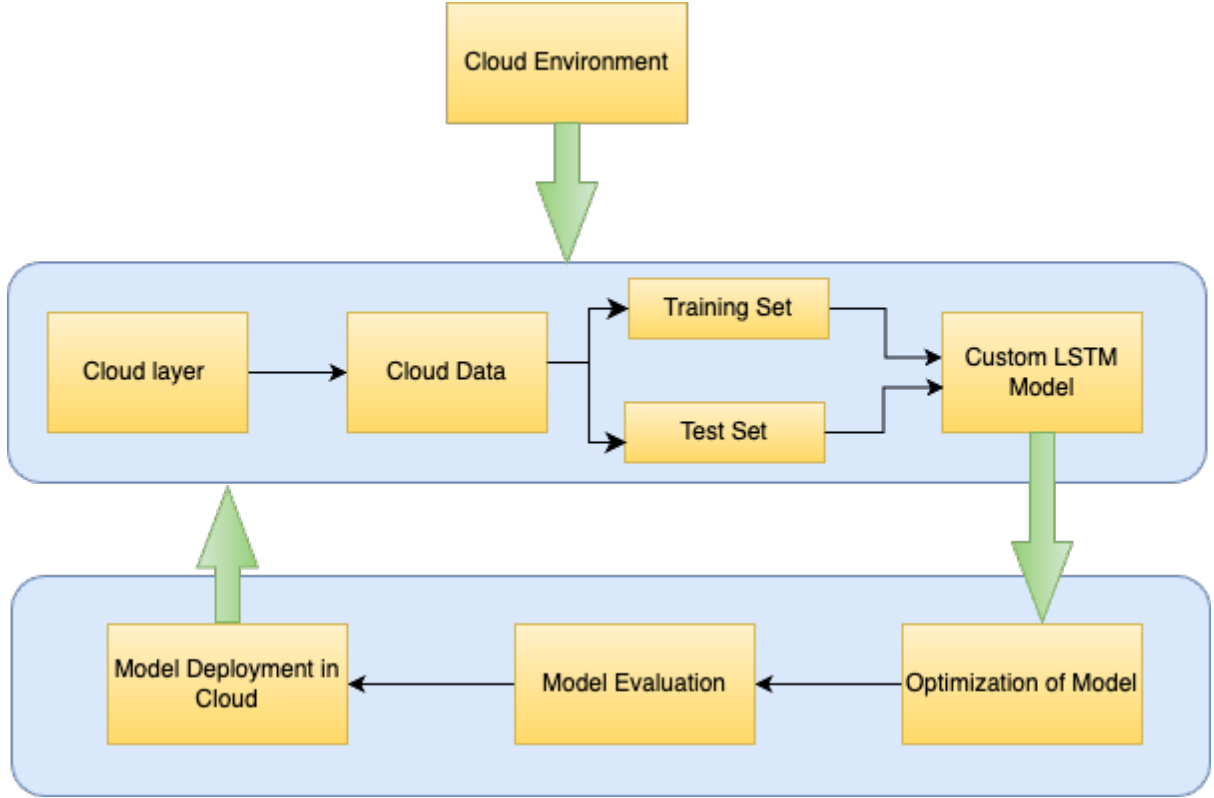 Cloud Environment
Cloud layer
Cloud Data
Training Set
Test Set
Custom LSTM
Model
Model Deployment in
Cloud
Model Evaluation
Optimization of Model